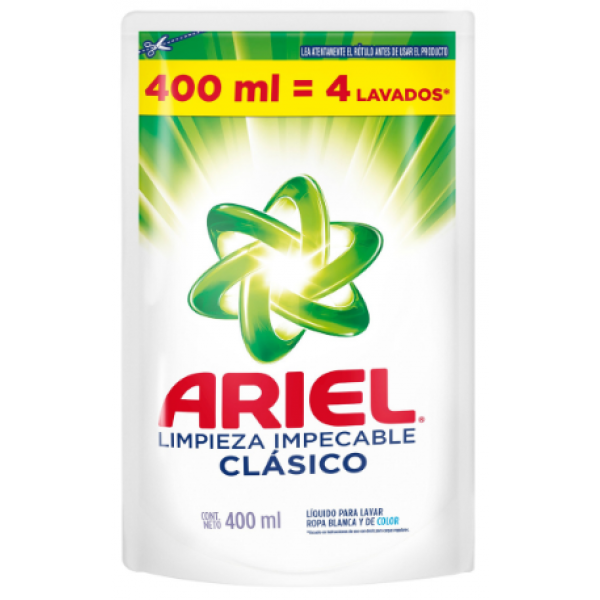 LEA ATENTAMENTE EL RÓTULO ANTES DE USAR EL PRODUCTO
400 ml = 4 LAVADOS*
ARIEL®
LIMPIEZA IMPECABLE
CLÁSICO
CONT. NETO 400 ml
LÍQUIDO PARA LAVAR
ROPA BLANCA Y DE COLOR